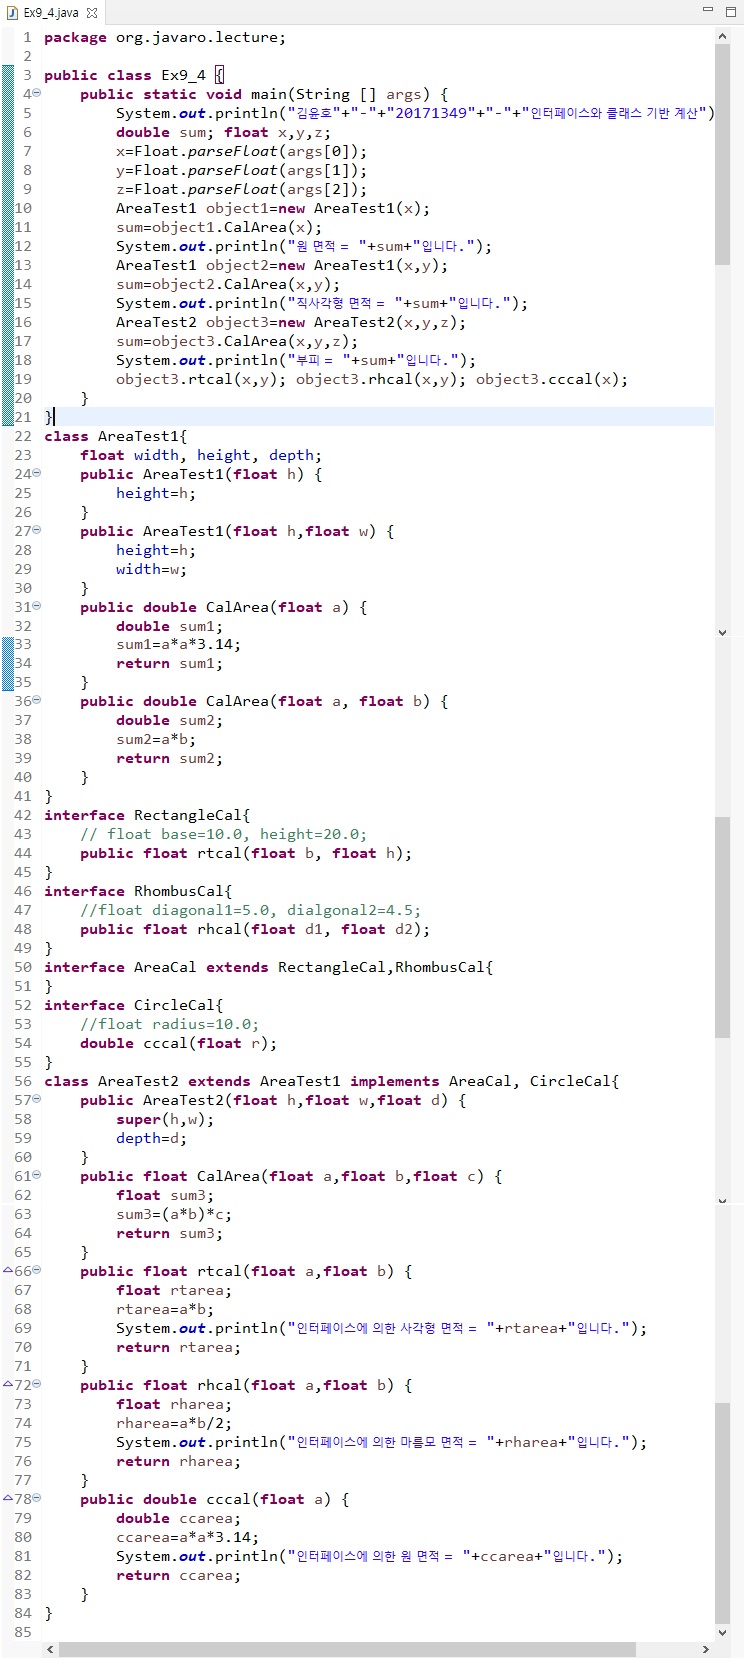 Ex9_4.java
1 package org.javaro.lecture;
2
3 public class Ex9_4 {
4 public static void main(String [] args) {
5 System.out.println("김윤호"+"-"+"20171349"+"-"+"인터페이스와 클래스 기반 계산")
6 double sum; float x,y,z;
7 x=Float.parseFloat(args[0]);
8 y=Float.parseFloat(args[1]);
9 z=Float.parseFloat(args[2]);
10 AreaTest1 object1=new AreaTest1(x);
11 sum=object1.CalArea(x);
12 System.out.println("원 면적 = "+sum+"입니다.");
13 AreaTest1 object2=new AreaTest1(x,y);
14 sum=object2.CalArea(x,y);
15 System.out.println("직사각형 면적 = "+sum+"입니다.");
16 AreaTest2 object3=new AreaTest2(x,y,z);
17 sum=object3.CalArea(x,y,z);
18 System.out.println("부피 = "+sum+"입니다.");
19 object3.rtcal(x,y); object3.rhcal(x,y); object3.cccal(x);
20 }
21 }
22 class AreaTest1{
23 float width, height, depth;
24 public AreaTest1(float h) {
25 height=h;
26 }
27 public AreaTest1(float h,float w) {
28 height=h;
29 width=w;
30 }
31 public double CalArea(float a) {
32 double sum1;
33 sum1=a*a*3.14;
34 return sum1;
35 }
36 public double CalArea(float a, float b) {
37 double sum2;
38 sum2=a*b;
39 return sum2;
40 }
41 }
42 interface RectangleCal{
43 // float base=10.0, height=20.0;
44 public float rtcal(float b, float h);
45 }
46 interface RhombusCal{
47 //float diagonal1=5.0, dialgonal2=4.5;
48 public float rhcal(float d1, float d2);
49 }
50 interface AreaCal extends RectangleCal,RhombusCal{
51 }
52 interface CircleCal{
53 //float radius=10.0;
54 double cccal(float r);
55 }
56 class AreaTest2 extends AreaTest1 implements AreaCal, CircleCal{
57 public AreaTest2(float h,float w,float d) {
58 super(h,w);
59 depth=d;
60 }
61 public float CalArea(float a,float b,float c) {
62 float sum3;
63 sum3=(a*b)*c;
64 return sum3;
65 }
66 public float rtcal(float a,float b) {
67 float rtarea;
68 rtarea=a*b;
69 System.out.println("인터페이스에 의한 사각형 면적 = "+rtarea+"입니다.");
70 return rtarea;
71 }
72 public float rhcal(float a,float b) {
73 float rharea;
74 rharea=a*b/2;
75 System.out.println("인터페이스에 의한 마름모 면적 = "+rharea+"입니다.");
76 return rharea;
77 }
78 public double cccal(float a) {
79 double ccarea;
80 ccarea=a*a*3.14;
81 System.out.println("인터페이스에 의한 원 면적 = "+ccarea+"입니다.");
82 return ccarea;
83 }
84 }
85